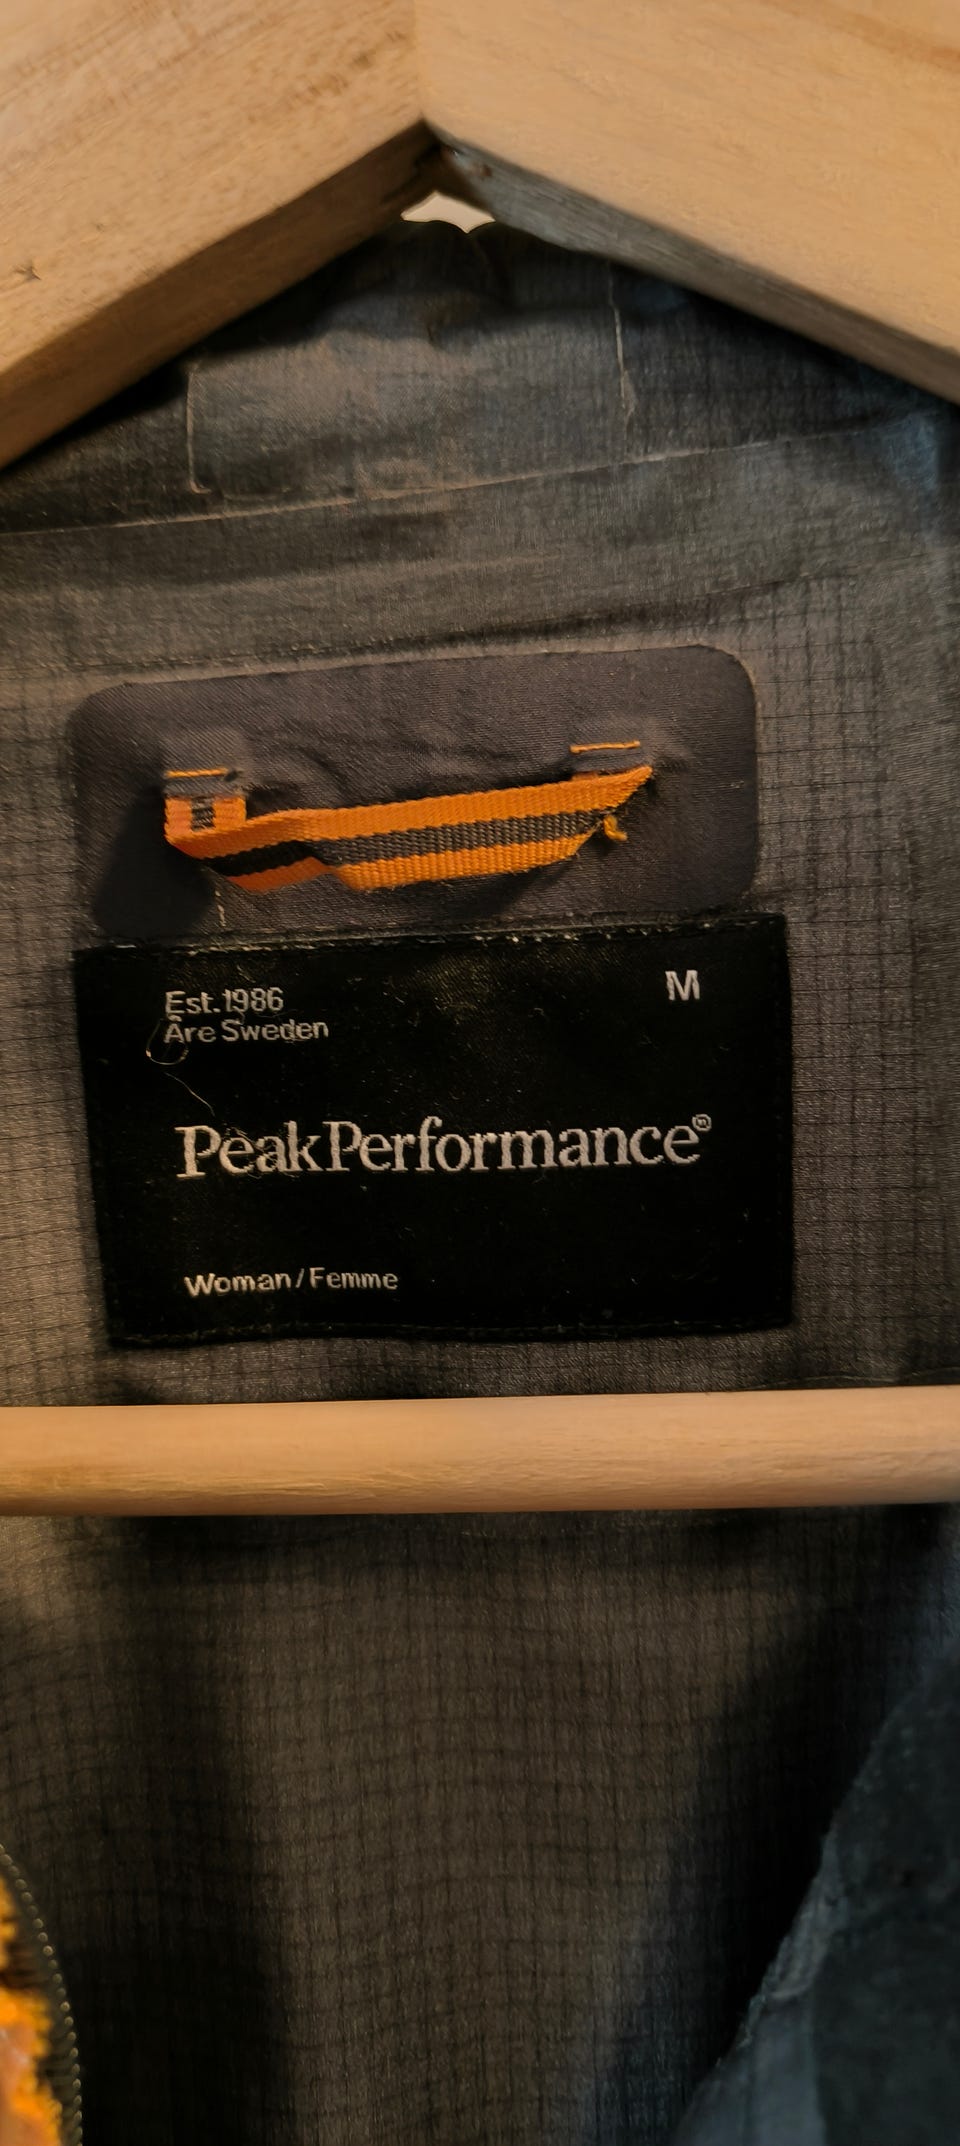 Est.1986
Åre Sweden
M
PeakPerformance®
Woman/Femme